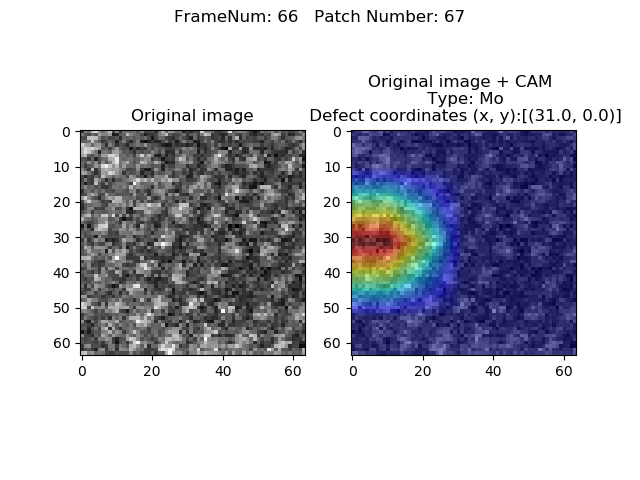 FrameNum: 66   Patch Number: 67
Original image
Original image + CAM
Type: Mo
Defect coordinates (x, y):[(31.0, 0.0)]
0
10
20
30
40
50
60
0 20 40 60
0
10
20
30
40
50
60
0 20 40 60